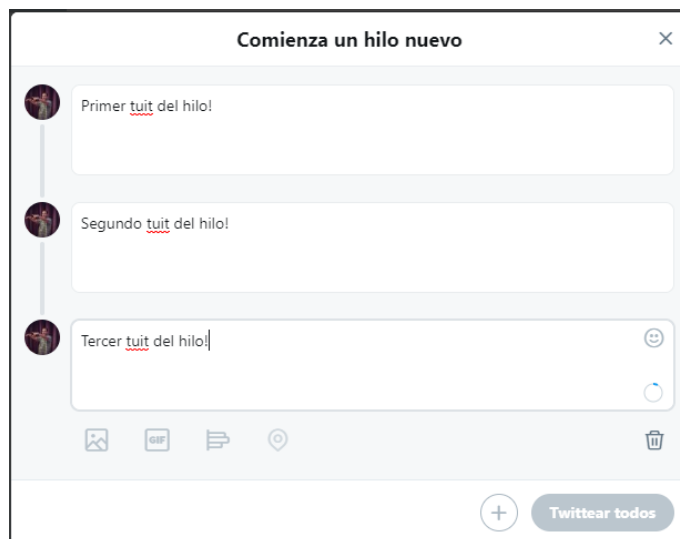 Comienza un hilo nuevo
Primer tuit del hilo!
Segundo tuit del hilo!
Tercer tuit del hilo!
GIF
Twittear todos